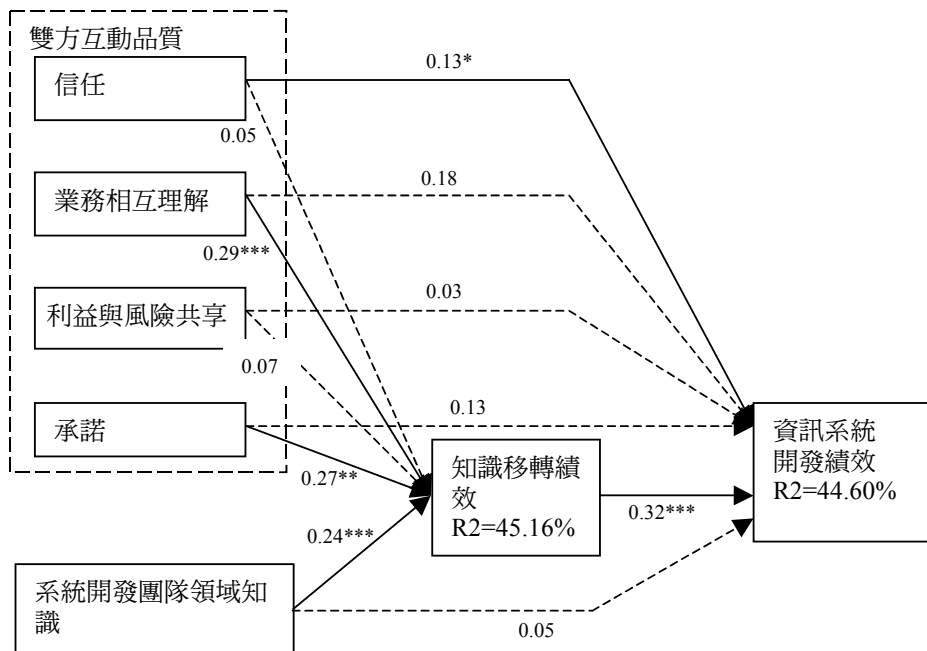 雙方互動品質
信任
0.13*
0.05
業務相互理解
0.18
0.29***
利益與風險共享
0.03
0.07
承諾
0.13
0.27**
知識移轉績
效
R2=45.16%
資訊系統
開發績效
R2=44.60%
0.32***
0.24***
系統開發團隊領域知
識
0.05